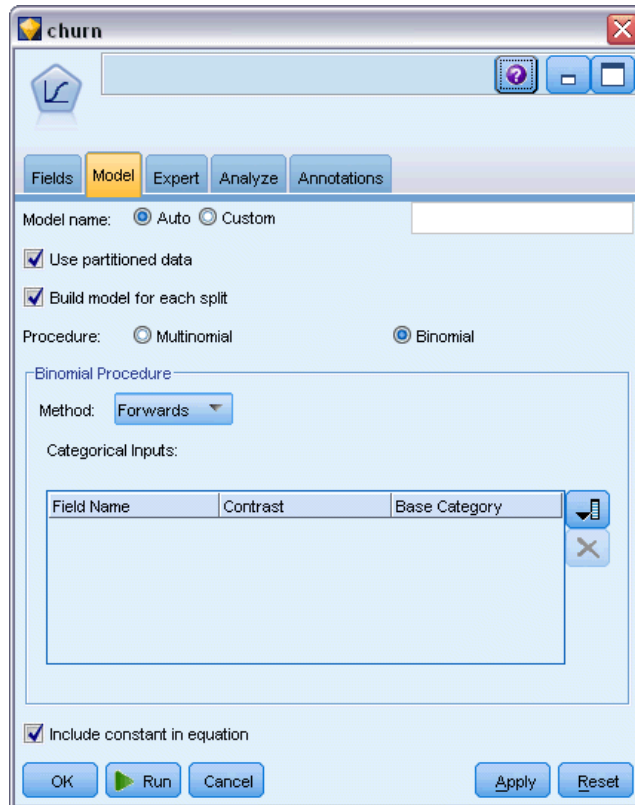 churn
?
Fields Model Expert Analyze Annotations
Model name: Auto Custom
Use partitioned data
Build model for each split
Procedure: Multinomial Binomial
Binomial Procedure
Method: Forwards
Categorical Inputs:
Field Name Contrast Base Category
Include constant in equation
OK Run Cancel Apply Reset